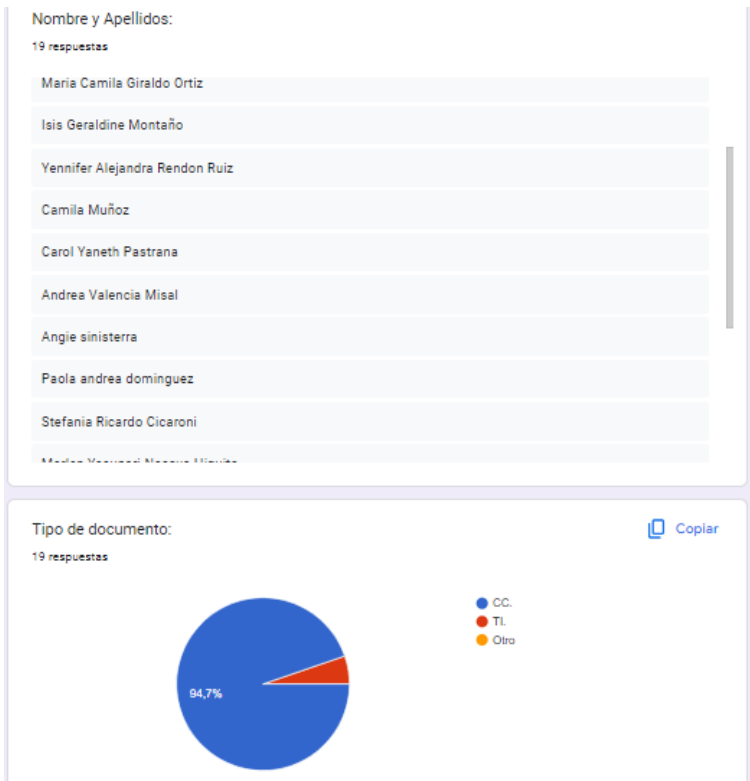 Nombre y Apellidos:
19 respuestas
Maria Camila Giraldo Ortiz
Isis Geraldine Montaño
Yennifer Alejandra Rendon Ruiz
Camila Muñoz
Carol Yaneth Pastrana
Andrea Valencia Misal
Angie sinisterra
Paola andrea dominguez
Stefania Ricardo Cicaroni
Tipo de documento:
Copiar
19 respuestas
CC.
TI.
Otro
94,7%